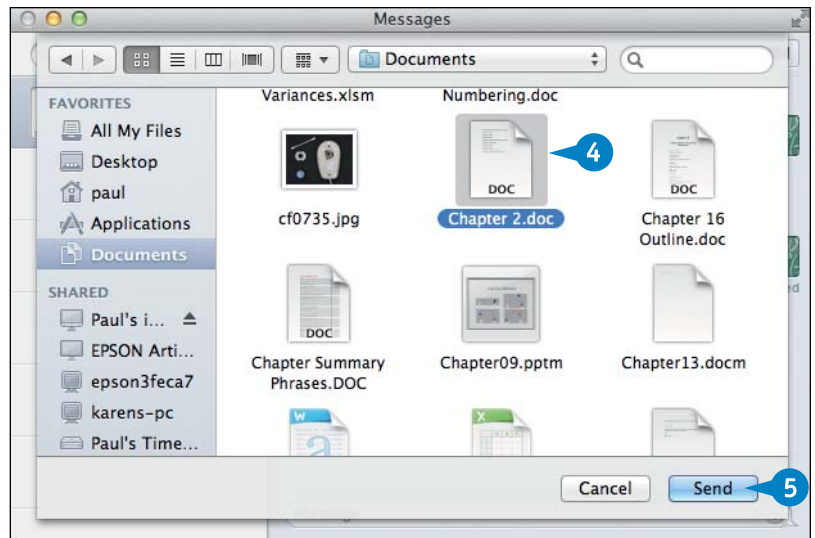 Messages
Documents
FAVORITES
All My Files
Desktop
paul
Applications
Documents
SHARED
Paul's i...
EPSON Arti...
epson3feca7
karens-pc
Paul's Time...
Variances.xlsm
Numbering.doc
4
DOC
DOC
cf0735.jpg
Chapter 2.doc
Chapter 16
Outline.doc
DOC
Chapter Summary
Phrases.DOC
Chapter09.pptm
Chapter13.docm
W
X
Cancel
Send
5